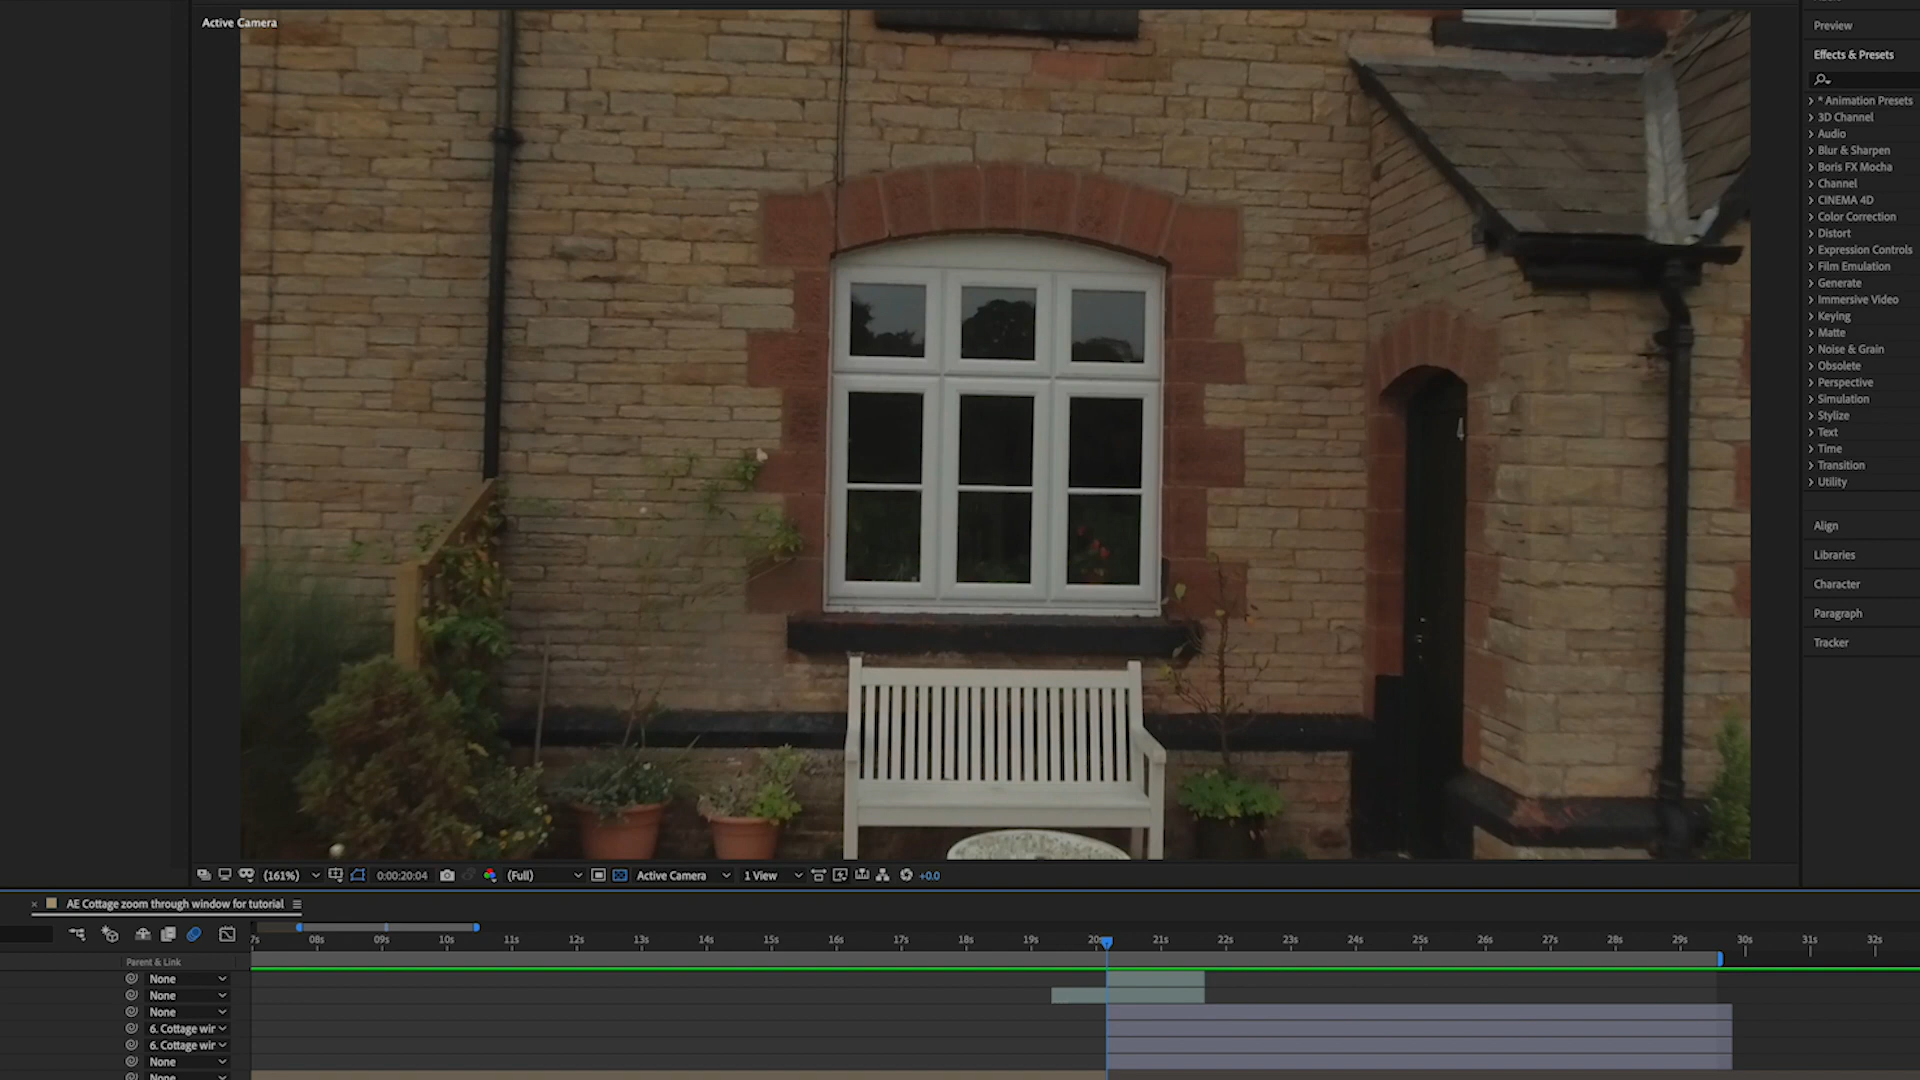 Active Camera
Preview
Effects & Presets
* Animation Presets
3D Channel
Audio
Blur & Sharpen
Boris FX Mocha
Channel
CINEMA 4D
Color Correction
Distort
Expression Controls
Film Emulation
Generate
Immersive Video
Keying
Matte
Noise & Grain
Obsolete
Perspective
Simulation
Stylize
Text
Time
Transition
Utility
Align
Libraries
Character
Paragraph
Tracker
4
(161%) 0:00:20:04 (Full) Active Camera 1 View +0.0
× AE Cottage zoom through window for tutorial
7s 08s 09s 10s 11s 12s 13s 14s 15s 16s 17s 18s 19s 20s 21s 22s 23s 24s 25s 26s 27s 28s 29s 30s 31s 32s
Parent & Link
None
None
None
6. Cottage wir
6. Cottage wir
None
None